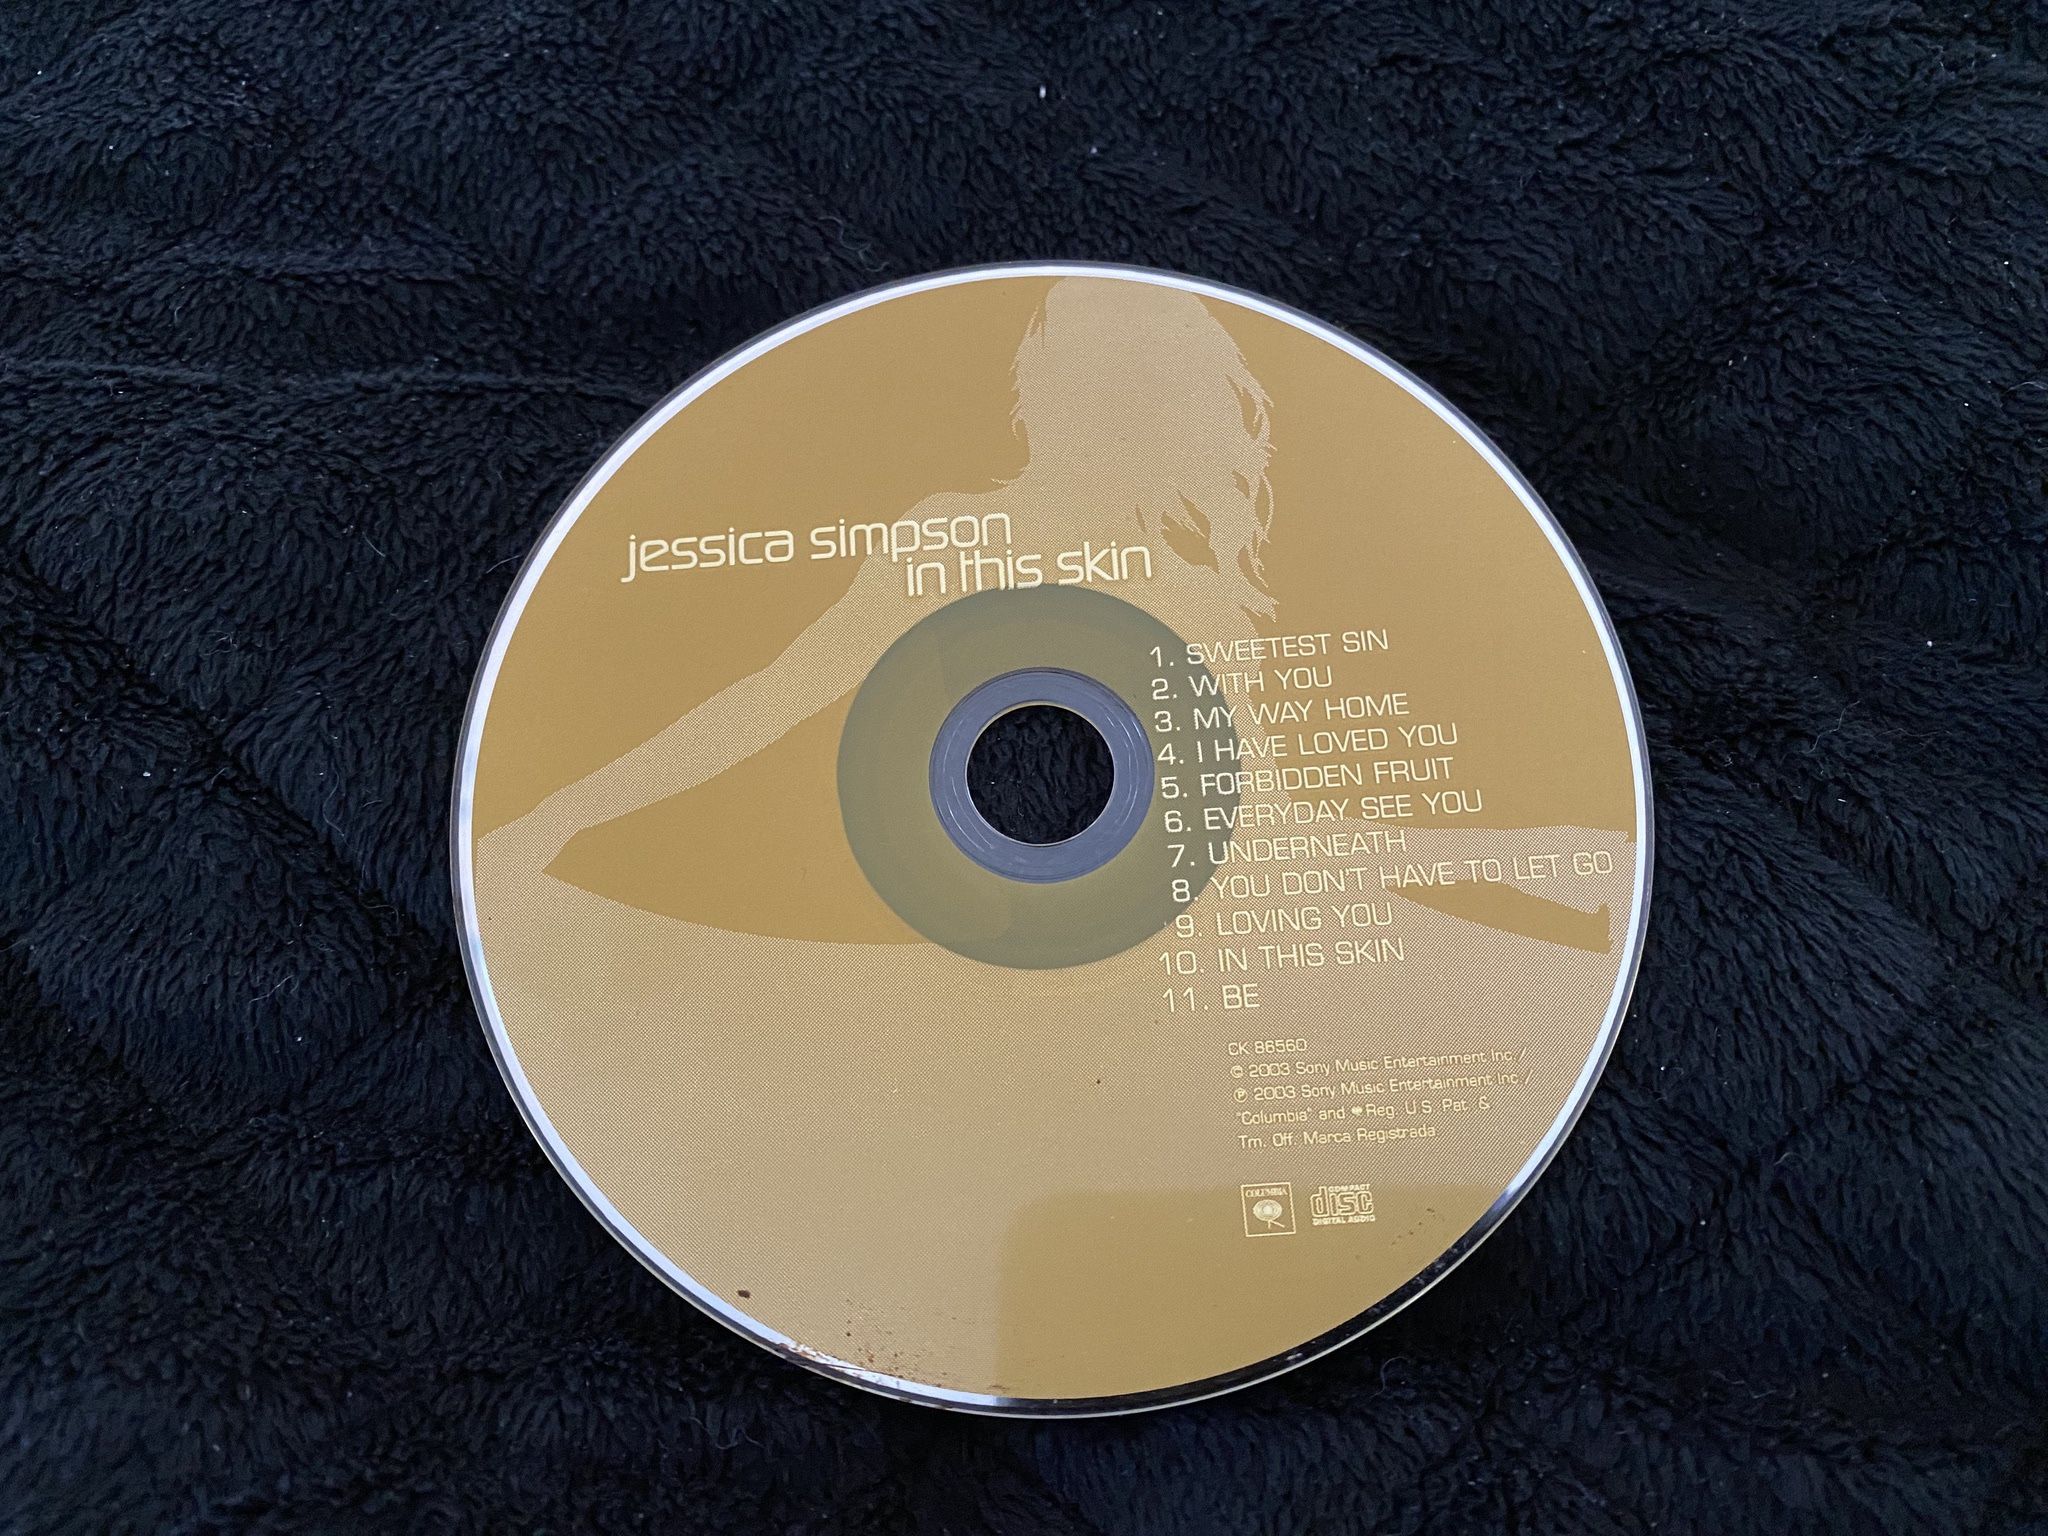 jessica simpson
in this skin
1. SWEETEST SIN
2. WITH YOU
3. MY WAY HOME
4. I HAVE LOVED YOU
5. FORBIDDEN FRUIT
6. EVERYDAY SEE YOU
7. UNDERNEATH
8. YOU DON'T HAVE TO LET GO
9. LOVING YOU
10. IN THIS SKIN
11. BE
CK 86560
© 2003 Sony Music Entertainment Inc./
℗ 2003 Sony Music Entertainment Inc./
"Columbia" and Reg. U.S. Pat. &
Tm. Off. Marca Registrada
COLUMBIA
COMPACT
disc
DIGITAL AUDIO